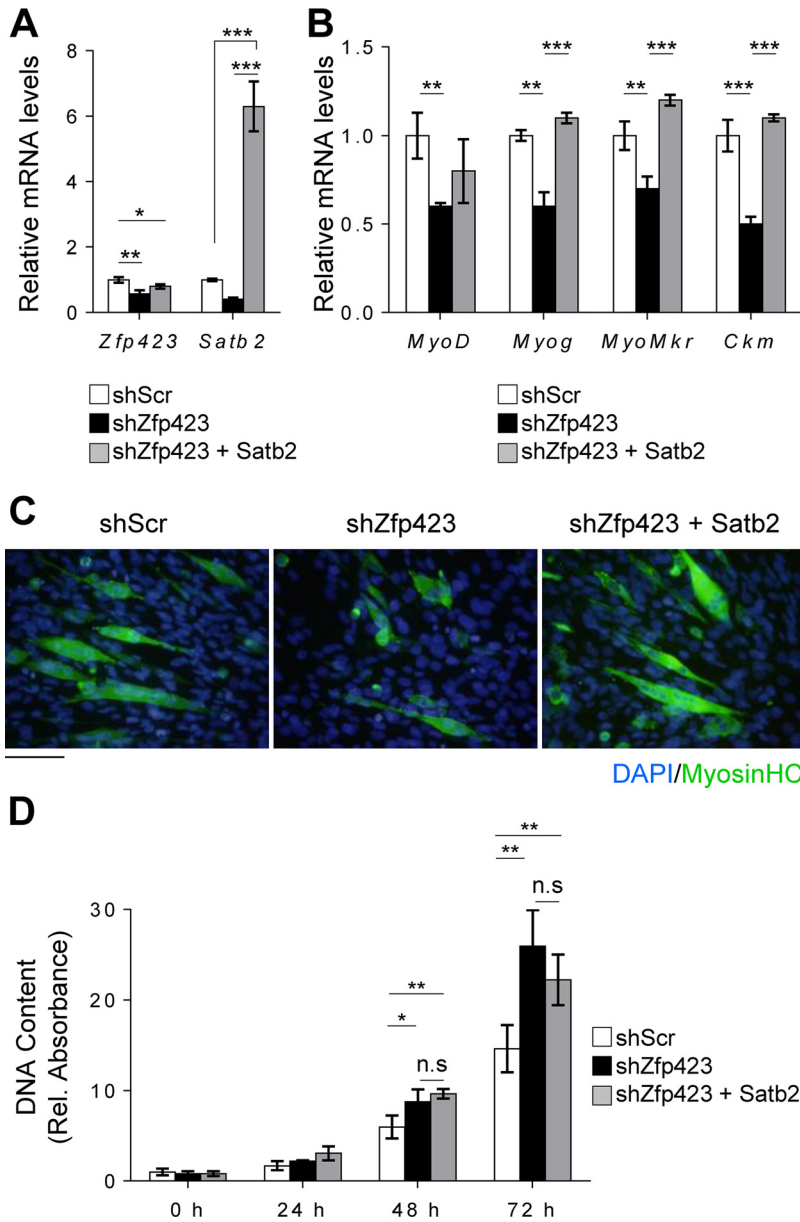 A
Relative mRNA levels
8
6
4
2
0
***
***
*
**
Zfp423 Satb2
shScr
shZfp423
shZfp423 + Satb2
B
Relative mRNA levels
1.5
1.0
0.5
0.0
** ** *** ** *** *** ***
MyoD Myog MyoMkr Ckm
shScr
shZfp423
shZfp423 + Satb2
C
shScr shZfp423 shZfp423 + Satb2
DAPI/MyosinHC
D
DNA Content
(Rel. Absorbance)
30
20
10
0
**
*
n.s
**
**
n.s
0 h 24 h 48 h 72 h
shScr
shZfp423
shZfp423 + Satb2